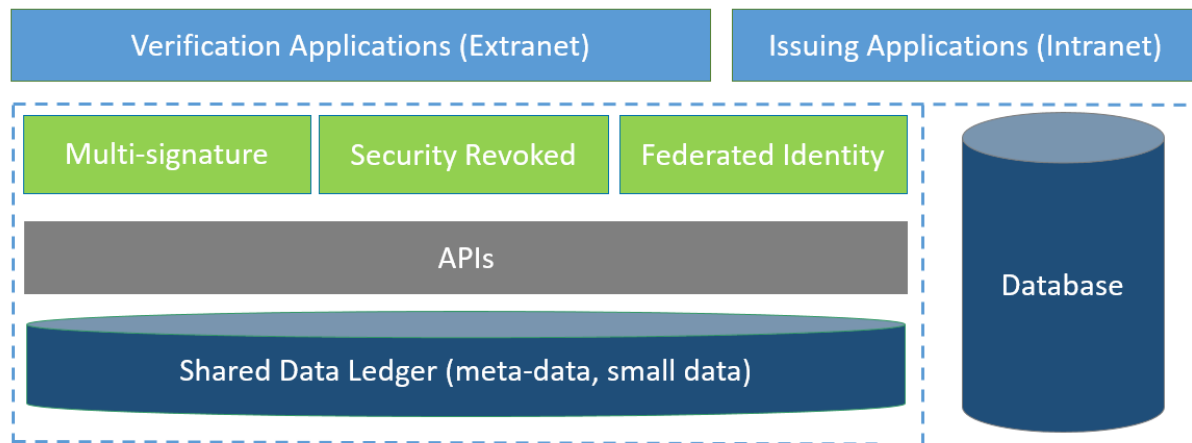 Verification Applications (Extranet)
Issuing Applications (Intranet)
Multi-signature
Security Revoked
Federated Identity
APIs
Database
Shared Data Ledger (meta-data, small data)